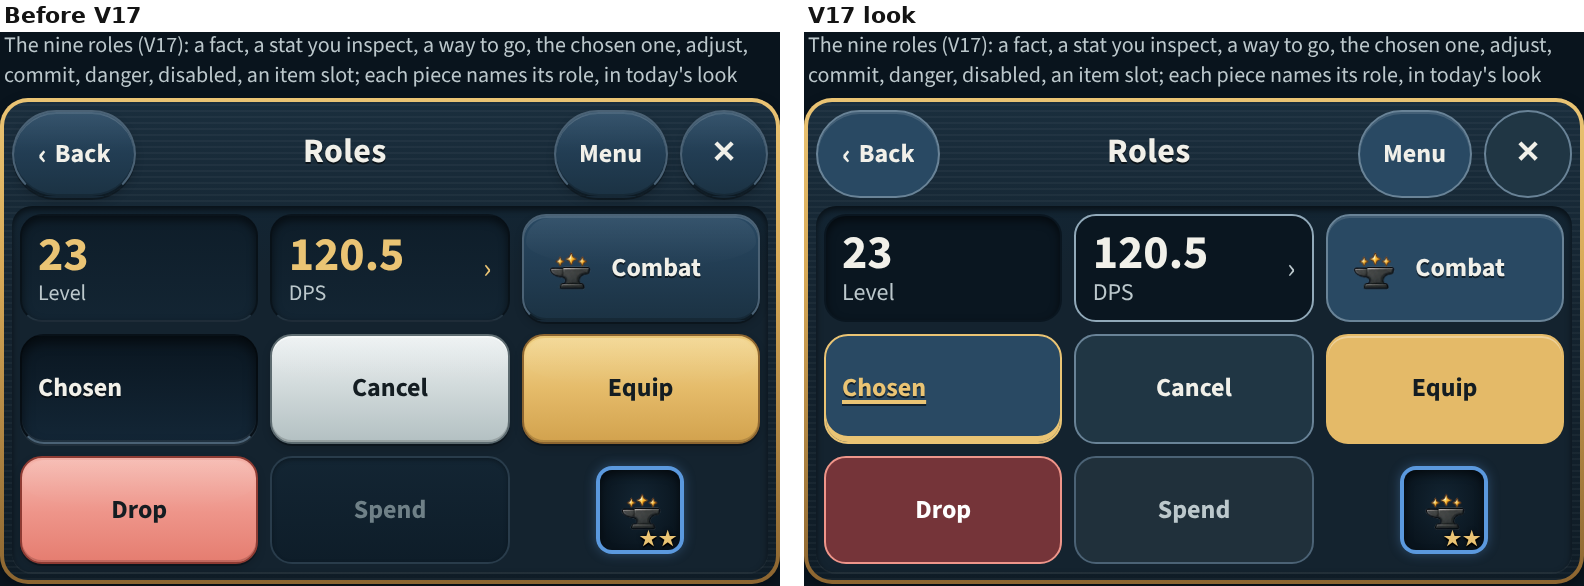 Before V17
The nine roles (V17): a fact, a stat you inspect, a way to go, the chosen one, adjust,
commit, danger, disabled, an item slot; each piece names its role, in today's look
‹ Back
Roles
Menu
✕
23
Level
120.5
DPS
›
Combat
Chosen
Cancel
Equip
Drop
Spend
★★
V17 look
The nine roles (V17): a fact, a stat you inspect, a way to go, the chosen one, adjust,
commit, danger, disabled, an item slot; each piece names its role, in today's look
‹ Back
Roles
Menu
✕
23
Level
120.5
DPS
›
Combat
Chosen
Cancel
Equip
Drop
Spend
★★